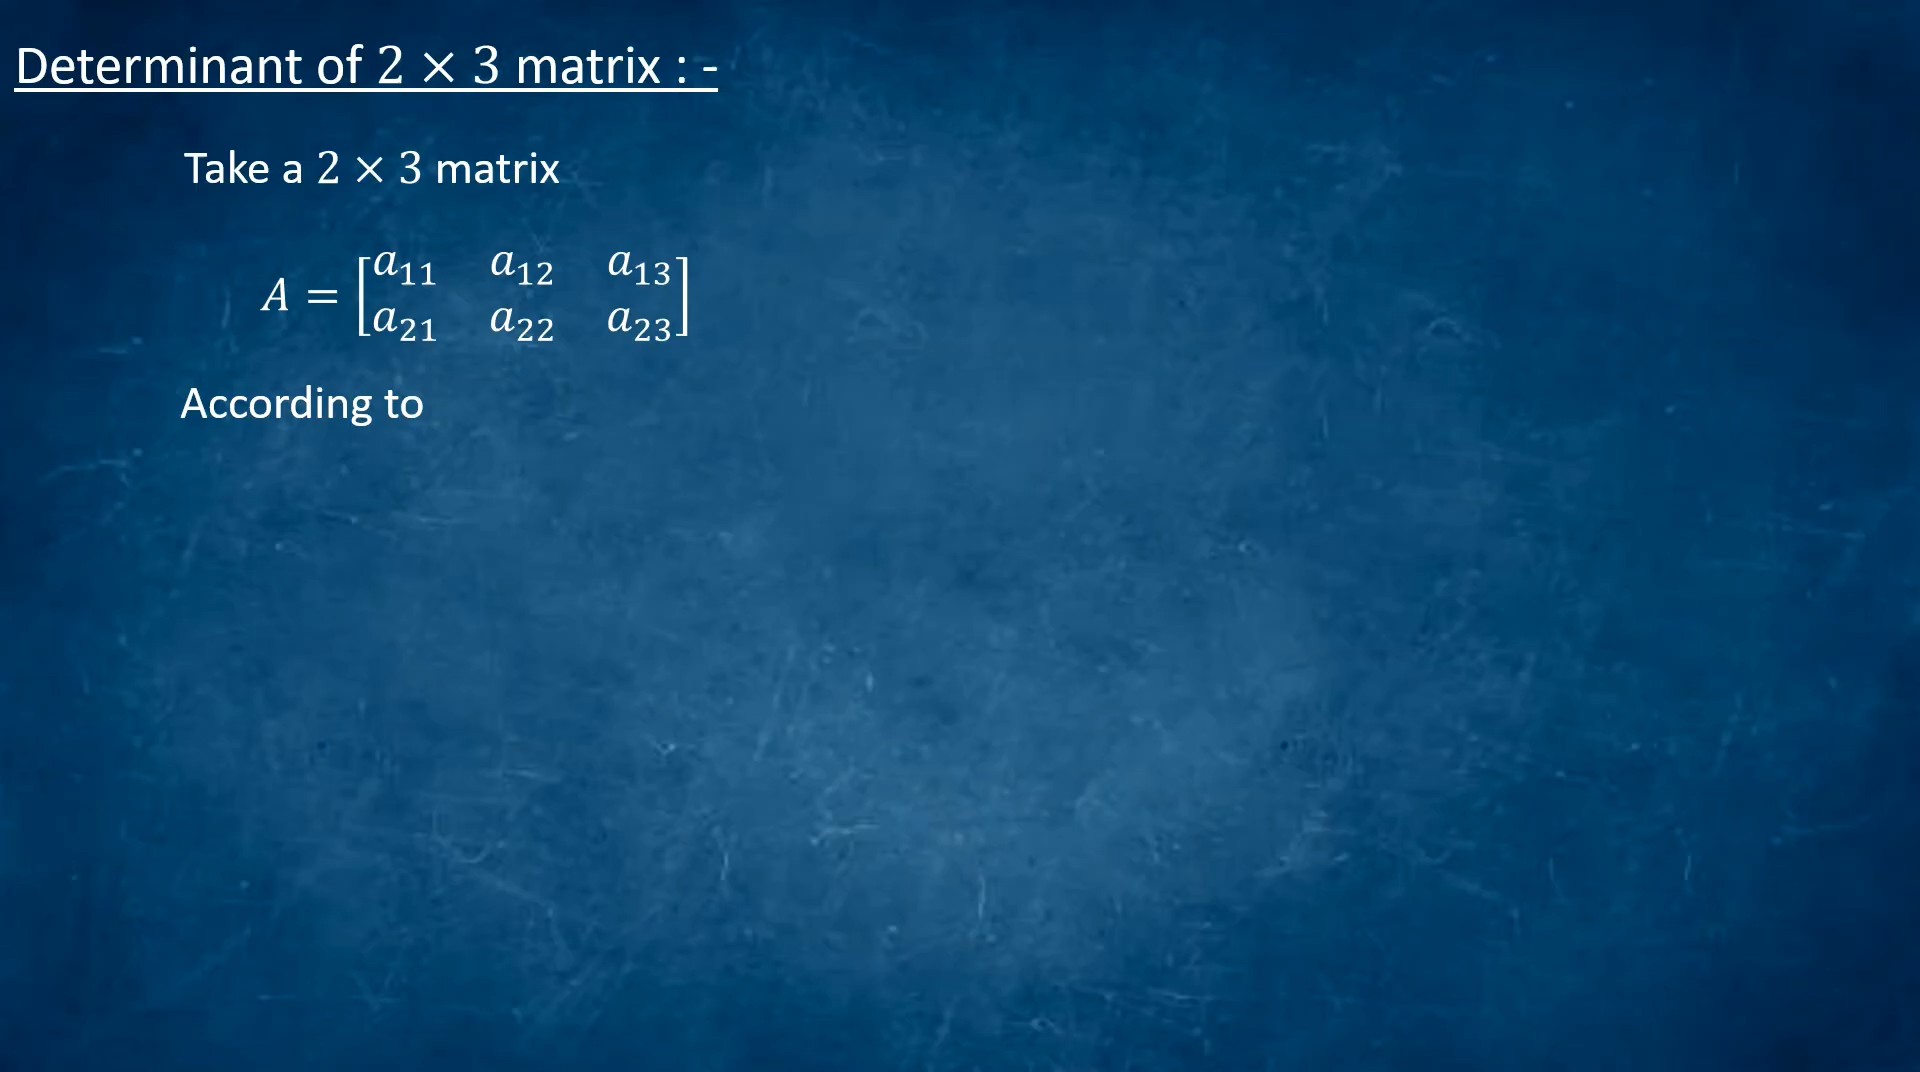 Determinant of 2 × 3 matrix : -
Take a 2 × 3 matrix
A = [a₁₁ a₁₂ a₁₃
a₂₁ a₂₂ a₂₃]
According to